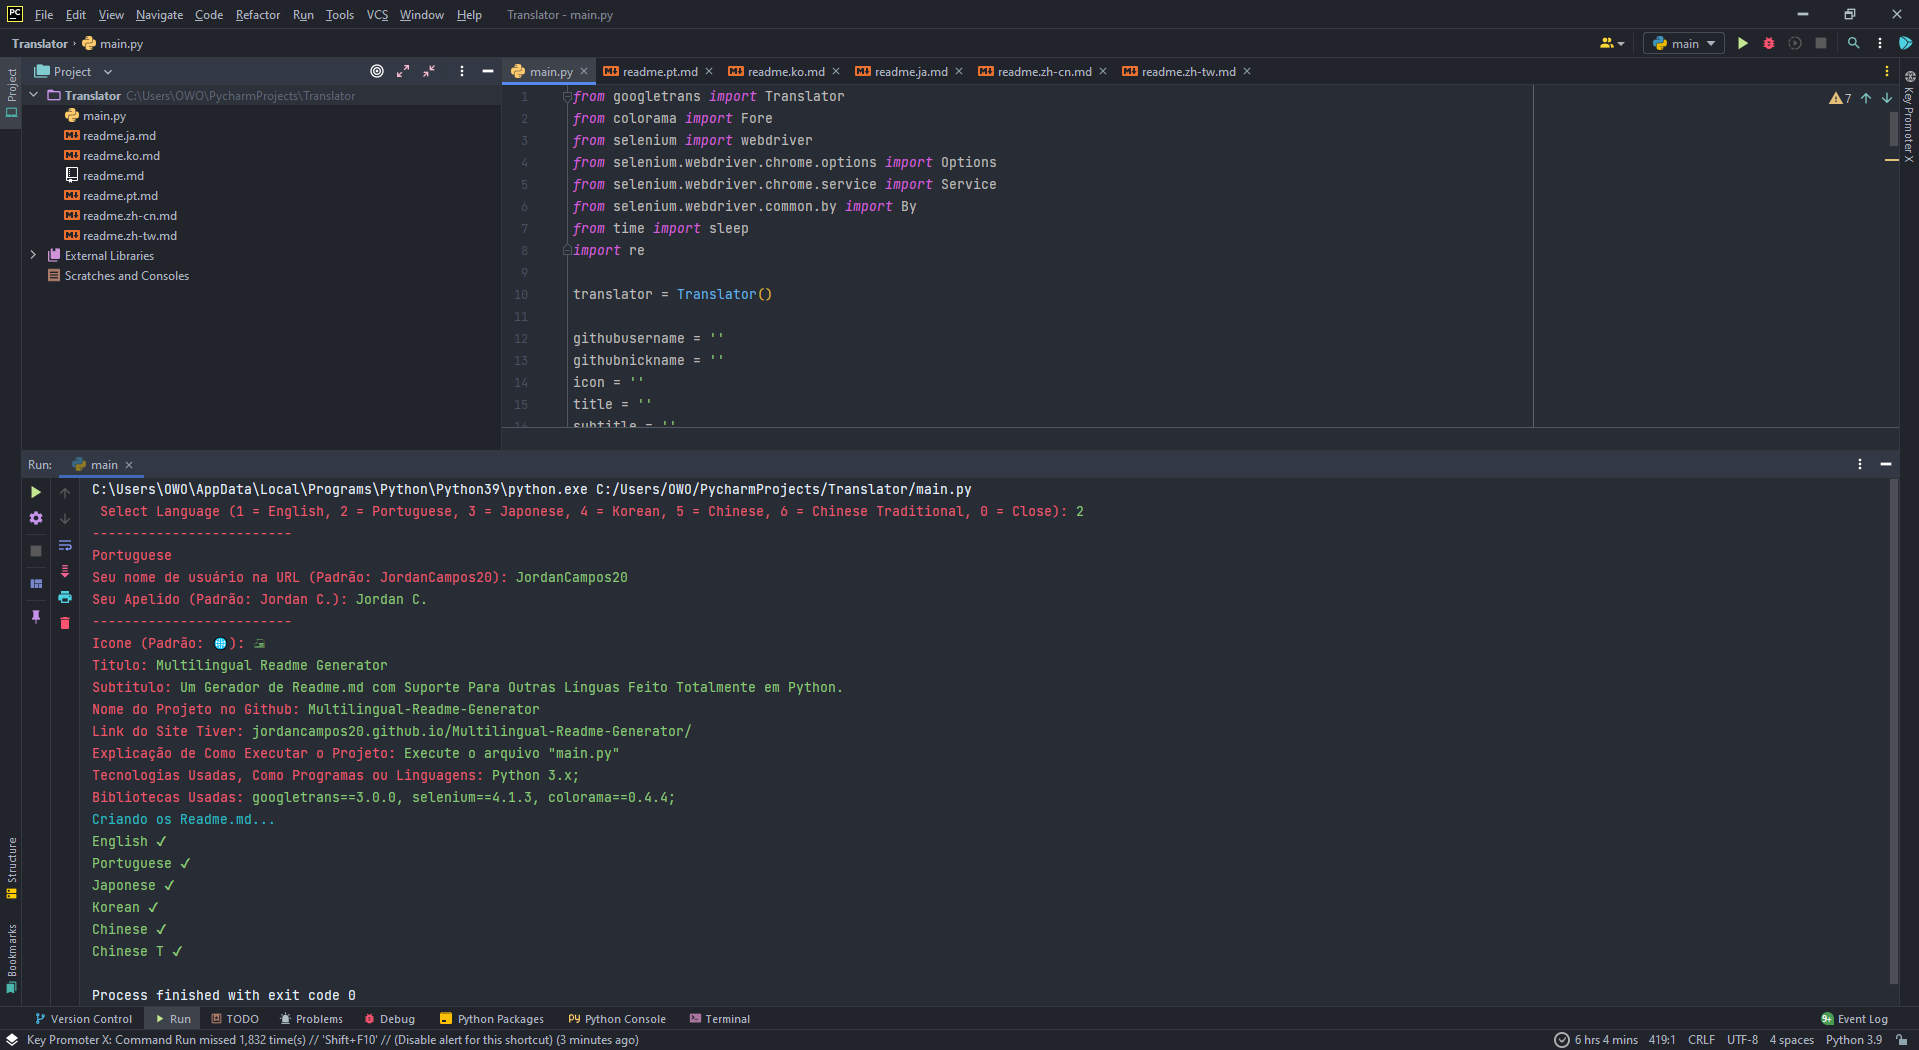 PC File Edit View Navigate Code Refactor Run Tools VCS Window Help Translator - main.py
Translator main.py main
Project
Project
main.py readme.pt.md readme.ko.md readme.ja.md readme.zh-cn.md readme.zh-tw.md
Translator C:\Users\OWO\PycharmProjects\Translator
main.py
readme.ja.md
readme.ko.md
readme.md
readme.pt.md
readme.zh-cn.md
readme.zh-tw.md
External Libraries
Scratches and Consoles
7
Key Promoter X
1 from googletrans import Translator
2 from colorama import Fore
3 from selenium import webdriver
4 from selenium.webdriver.chrome.options import Options
5 from selenium.webdriver.chrome.service import Service
6 from selenium.webdriver.common.by import By
7 from time import sleep
8 import re
9
10 translator = Translator()
11
12 githubusername = ''
13 githubnickname = ''
14 icon = ''
15 title = ''
16 subtitle = ''
Run: main
C:\Users\OWO\AppData\Local\Programs\Python\Python39\python.exe C:/Users/OWO/PycharmProjects/Translator/main.py
Select Language (1 = English, 2 = Portuguese, 3 = Japonese, 4 = Korean, 5 = Chinese, 6 = Chinese Traditional, 0 = Close): 2
-------------------------
Portuguese
Seu nome de usuário na URL (Padrão: JordanCampos20): JordanCampos20
Seu Apelido (Padrão: Jordan C.): Jordan C.
-------------------------
Icone (Padrão: 🌐):
Titulo: Multilingual Readme Generator
Subtitulo: Um Gerador de Readme.md com Suporte Para Outras Línguas Feito Totalmente em Python.
Nome do Projeto no Github: Multilingual-Readme-Generator
Link do Site Tiver: jordancampos20.github.io/Multilingual-Readme-Generator/
Explicação de Como Executar o Projeto: Execute o arquivo "main.py"
Tecnologias Usadas, Como Programas ou Linguagens: Python 3.x;
Bibliotecas Usadas: googletrans==3.0.0, selenium==4.1.3, colorama==0.4.4;
Criando os Readme.md...
English ✓
Portuguese ✓
Japonese ✓
Korean ✓
Chinese ✓
Chinese T ✓
Process finished with exit code 0
Structure
Bookmarks
Version Control Run TODO Problems Debug Python Packages Python Console Terminal 9+ Event Log
Key Promoter X: Command Run missed 1,832 time(s) // 'Shift+F10' // (Disable alert for this shortcut) (3 minutes ago) 6 hrs 4 mins 419:1 CRLF UTF-8 4 spaces Python 3.9